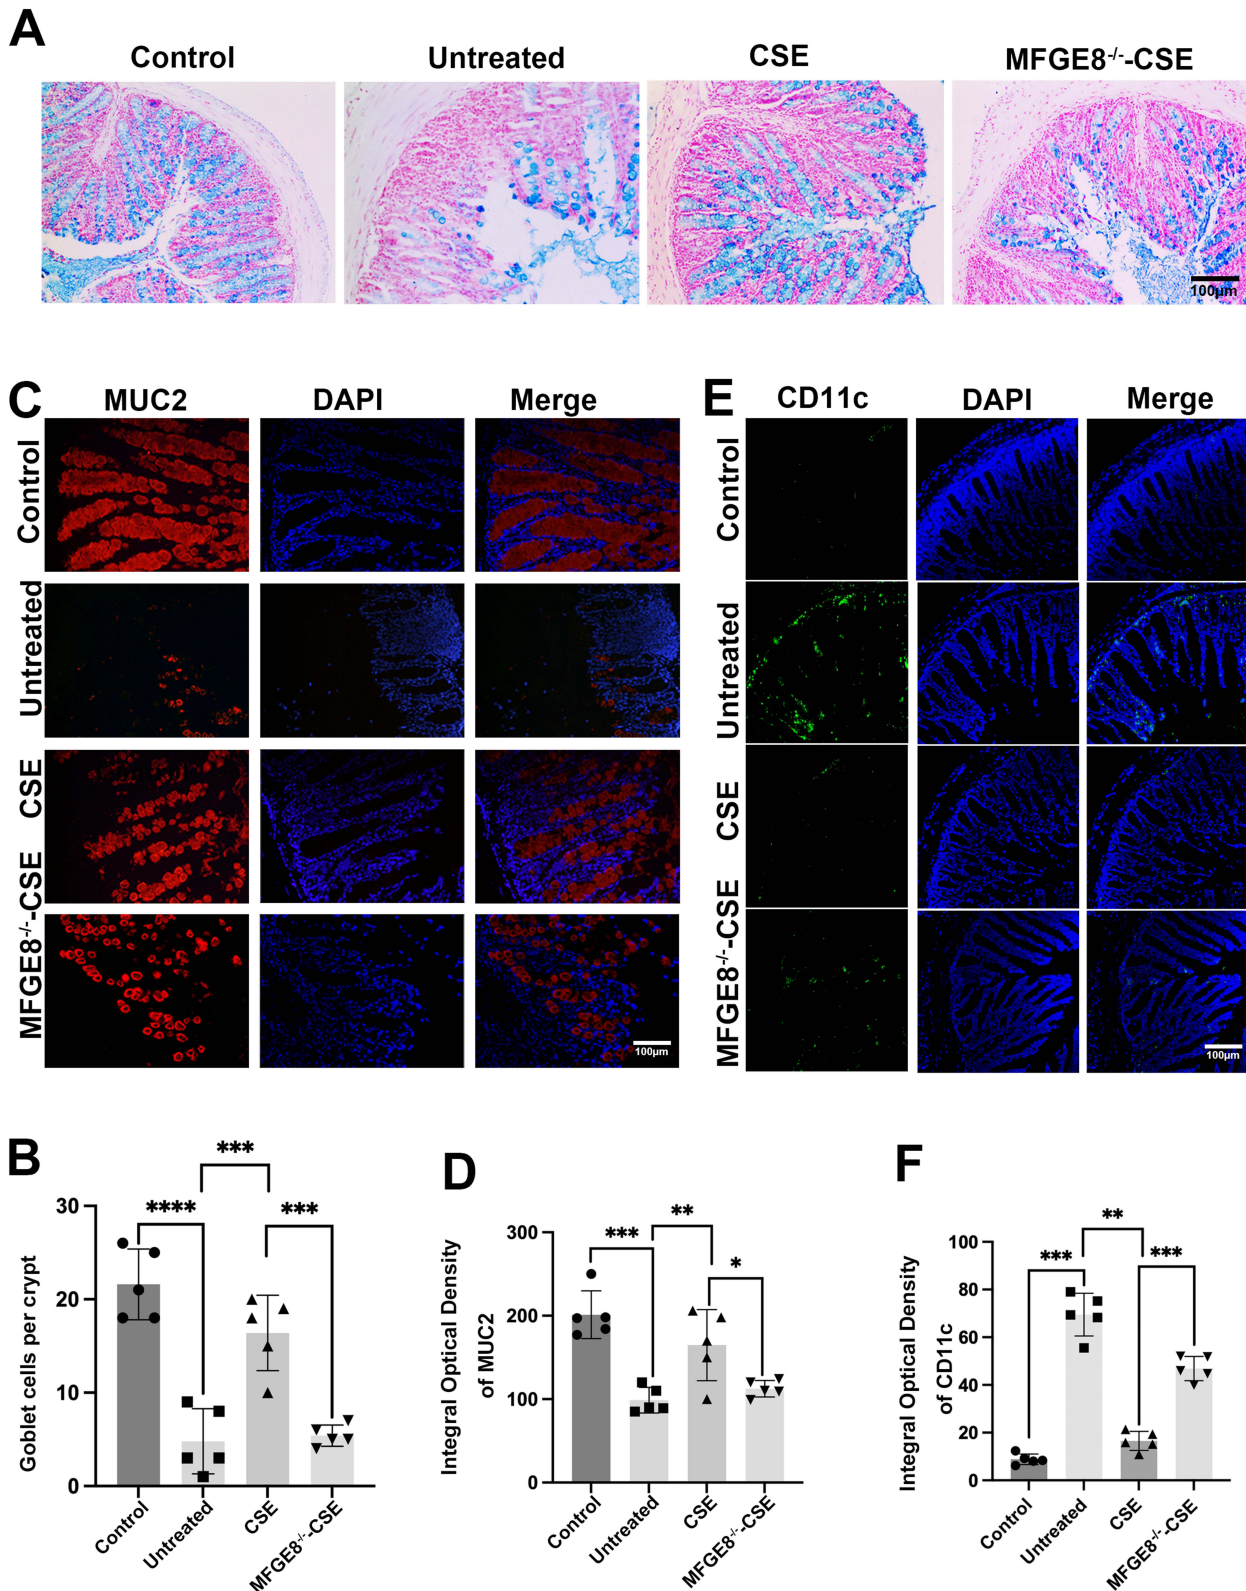 A
Control
Untreated
CSE
MFGE8-/--CSE
100μm
C
MUC2
DAPI
Merge
Control
Untreated
CSE
MFGE8-/--CSE
100μm
E
CD11c
DAPI
Merge
Control
Untreated
CSE
MFGE8-/--CSE
100μm
B
Goblet cells per crypt
30
20
10
0
****
***
***
Control
Untreated
CSE
MFGE8-/--CSE
D
Integral Optical Density
of MUC2
300
200
100
0
***
**
*
Control
Untreated
CSE
MFGE8-/--CSE
F
Integral Optical Density
of CD11c
100
80
60
40
20
0
***
**
***
Control
Untreated
CSE
MFGE8-/--CSE